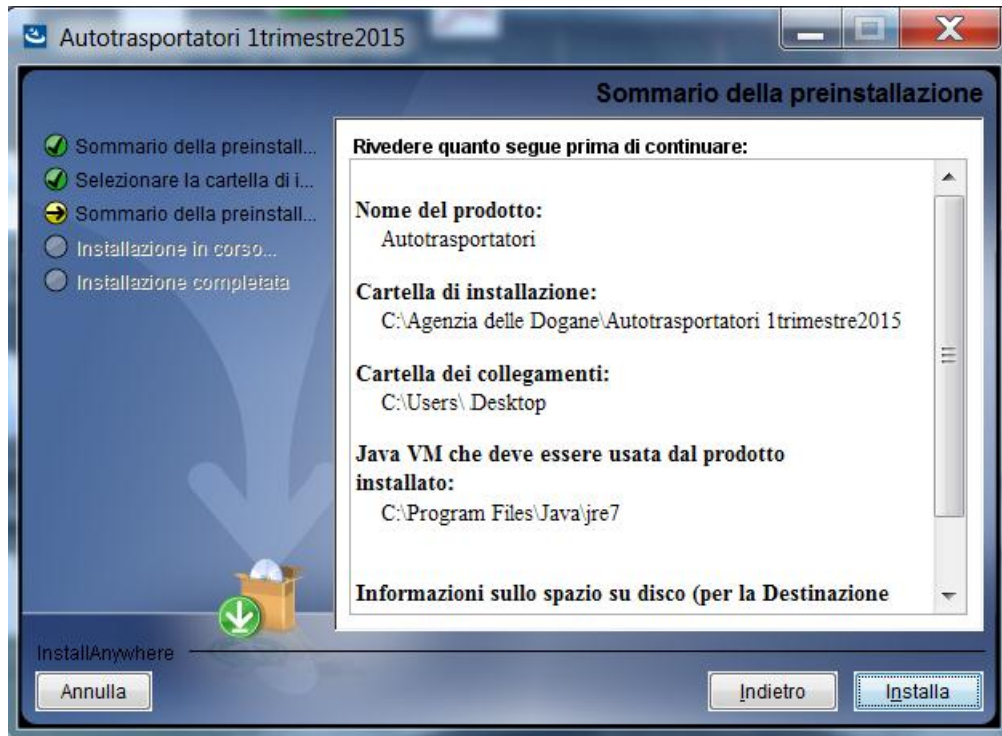 Autotrasportatori 1trimestre2015
Sommario della preinstallazione
Sommario della preinstall...
Selezionare la cartella di i...
Sommario della preinstall...
Installazione in corso...
Installazione completata
Rivedere quanto segue prima di continuare:
Nome del prodotto:
Autotrasportatori
Cartella di installazione:
C:\Agenzia delle Dogane\Autotrasportatori 1trimestre2015
Cartella dei collegamenti:
C:\Users\.Desktop
Java VM che deve essere usata dal prodotto
installato:
C:\Program Files\Java\jre7
Informazioni sullo spazio su disco (per la Destinazione
InstallAnywhere
Annulla
Indietro
Installa